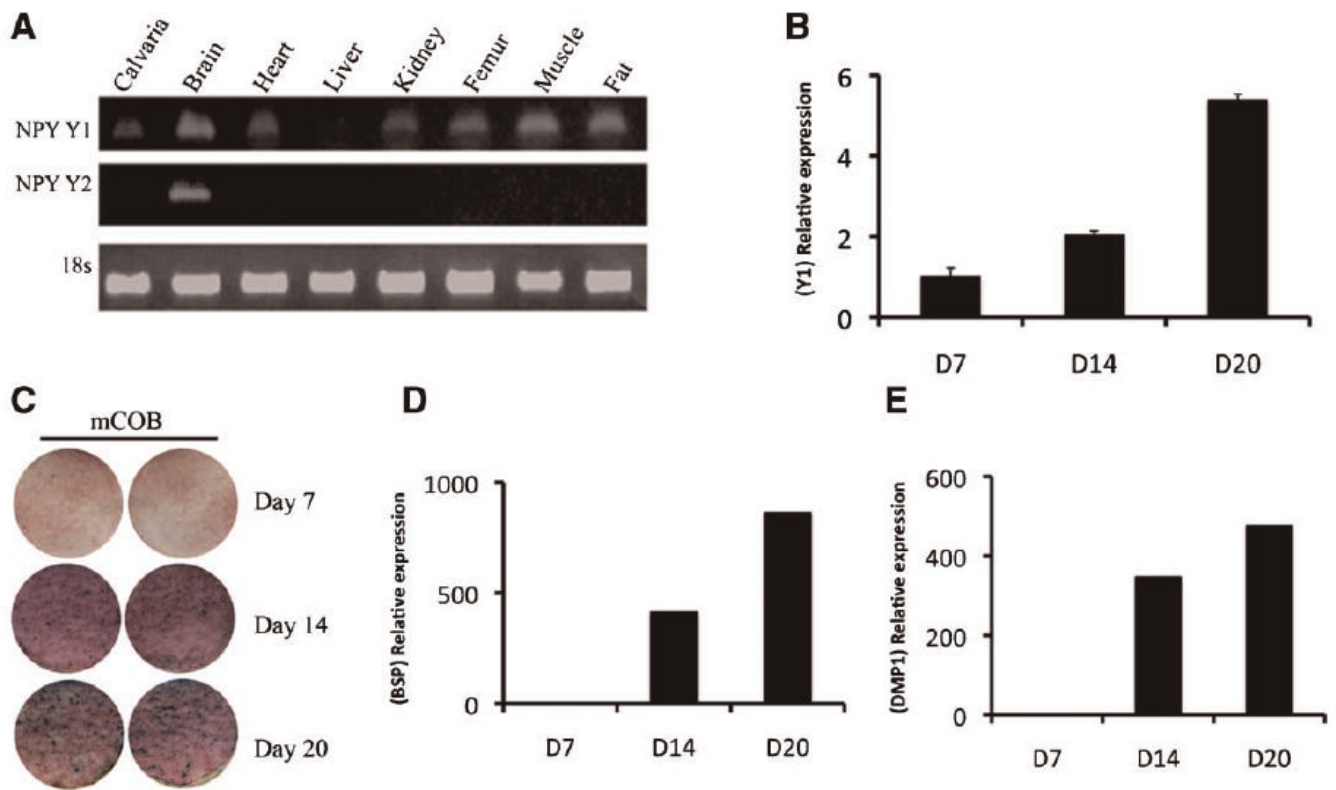 A
Calvaria
Brain
Heart
Liver
Kidney
Femur
Muscle
Fat
NPY Y1
NPY Y2
18s
B
(Y1) Relative expression
6
4
2
0
D7
D14
D20
C
mCOB
Day 7
Day 14
Day 20
D
(BSP) Relative expression
1000
500
0
D7
D14
D20
E
(DMP1) Relative expression
600
400
200
0
D7
D14
D20